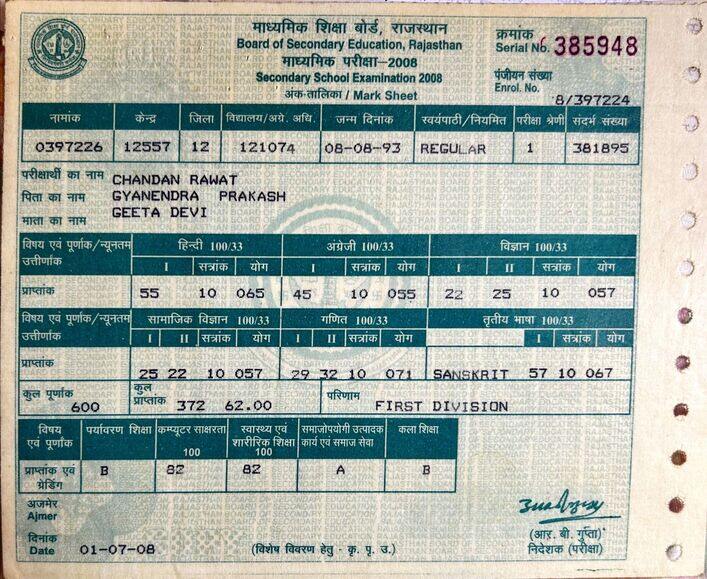 माध्यमिक शिक्षा बोर्ड, राजस्थान
Board of Secondary Education, Rajasthan
माध्यमिक परीक्षा–2008
Secondary School Examination 2008
अंक-तालिका / Mark Sheet
क्रमांक
Serial No. 385948
पंजीयन संख्या
Enrol. No.
8/397224
नामांक केन्द्र जिला विद्यालय/अग्रे. अधि. जन्म दिनांक स्वयंपाठी/नियमित परीक्षा श्रेणी संदर्भ संख्या
0397226 12557 12 121074 08-08-93 REGULAR 1 381895
परीक्षार्थी का नाम CHANDAN RAWAT
पिता का नाम GYANENDRA PRAKASH
माता का नाम GEETA DEVI
विषय एवं पूर्णांक/न्यूनतम उत्तीर्णांक हिन्दी 100/33 अंग्रेजी 100/33 विज्ञान 100/33
I सत्रांक योग I सत्रांक योग I II सत्रांक योग
प्राप्तांक 55 10 065 45 10 055 22 25 10 057
विषय एवं पूर्णांक/न्यूनतम उत्तीर्णांक सामाजिक विज्ञान 100/33 गणित 100/33 तृतीय भाषा 100/33
I II सत्रांक योग I II सत्रांक योग I सत्रांक योग
प्राप्तांक 25 22 10 057 29 32 10 071 SANSKRIT 57 10 067
कुल पूर्णांक 600 कुल प्राप्तांक 372 62.00 परिणाम FIRST DIVISION
विषय एवं पूर्णांक पर्यावरण शिक्षा कम्प्यूटर साक्षरता 100 स्वास्थ्य एवं शारीरिक शिक्षा 100 समाजोपयोगी उत्पादक कार्य एवं समाज सेवा कला शिक्षा
प्राप्तांक एवं ग्रेडिंग B 82 82 A B
अजमेर
Ajmer
दिनांक
Date 01-07-08
(विशेष विवरण हेतु - कृ. पृ. उ.)
(आर. बी. गुप्ता)
निदेशक (परीक्षा)